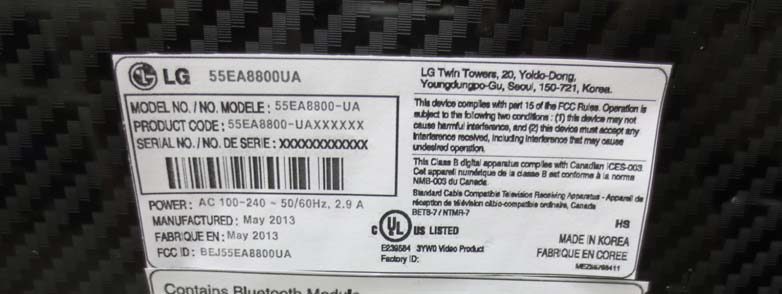 LG 55EA8800UA
MODEL NO./NO. MODELE : 55EA8800-UA
PRODUCT CODE : 55EA8800-UAXXXXXX
SERIAL NO./NO. DE SERIE : XXXXXXXXXXXXX
POWER: AC 100-240 ~ 50/60Hz, 2.9 A
MANUFACTURED : May 2013
FABRIQUE EN : May 2013
FCC ID: BEJ55EA8800UA
LG Twin Towers, 20, Yoido-Dong,
Youngdungpo-Gu, Seoul, 150-721, Korea.
This device complies with part 15 of the FCC Rules. Operation is
subject to the following two conditions : (1) this device may not
cause harmful interference, and (2) this device must accept any
interference received, including interference that may cause
undesired operation.
This Class B digital apparatus complies with Canadian ICES-003.
Cet appareil numérique de la classe B est conforme à la norme
NMB-003 du Canada.
Standard Cable Compatible Television Receiving Apparatus - Appareil de
réception de télévision câblo-compatible ordinaire, Canada
BETS-7 / NTMR-7
C UL US LISTED
E239584 3YW0 Video Product
Factory ID:
HS
MADE IN KOREA
FABRIQUE EN COREE
Contains Bluetooth Module